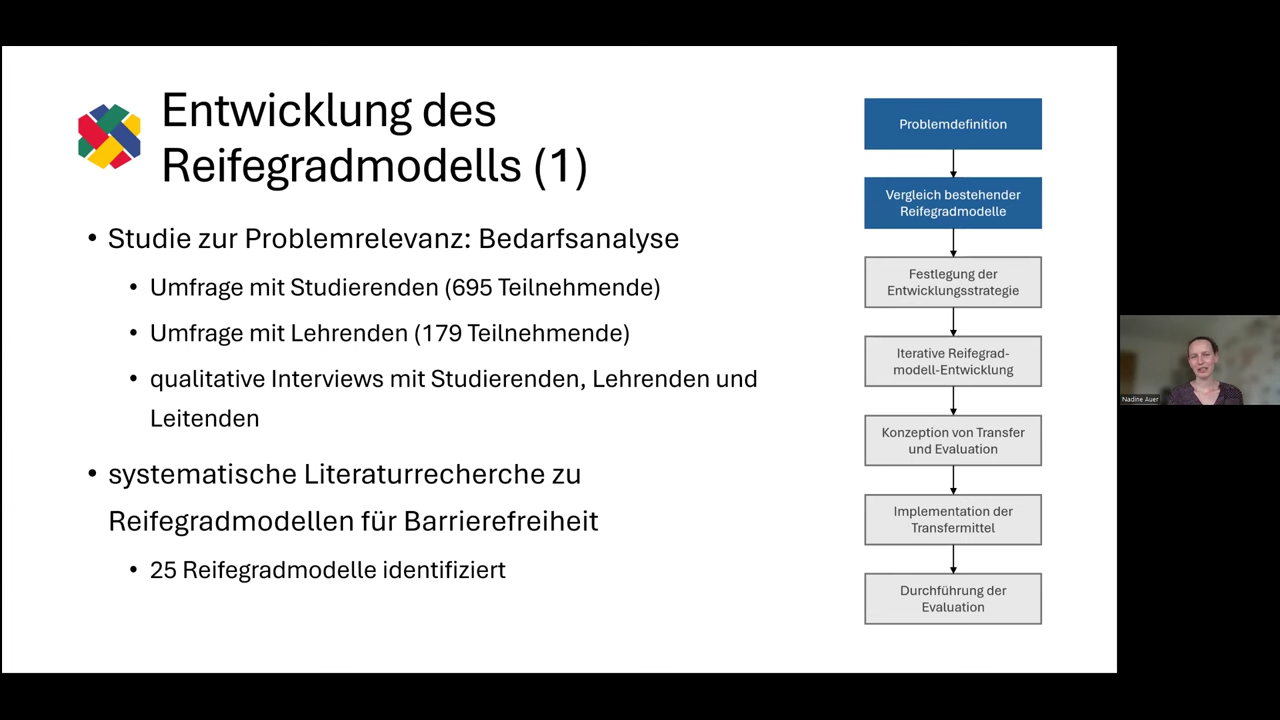 Entwicklung des
Reifegradmodells (1)
• Studie zur Problemrelevanz: Bedarfsanalyse
• Umfrage mit Studierenden (695 Teilnehmende)
• Umfrage mit Lehrenden (179 Teilnehmende)
• qualitative Interviews mit Studierenden, Lehrenden und
Leitenden
• systematische Literaturrecherche zu
Reifegradmodellen für Barrierefreiheit
• 25 Reifegradmodelle identifiziert
Problemdefinition
Vergleich bestehender
Reifegradmodelle
Festlegung der
Entwicklungsstrategie
Iterative Reifegrad-
modell-Entwicklung
Konzeption von Transfer
und Evaluation
Implementation der
Transfermittel
Durchführung der
Evaluation
Nadine Auer